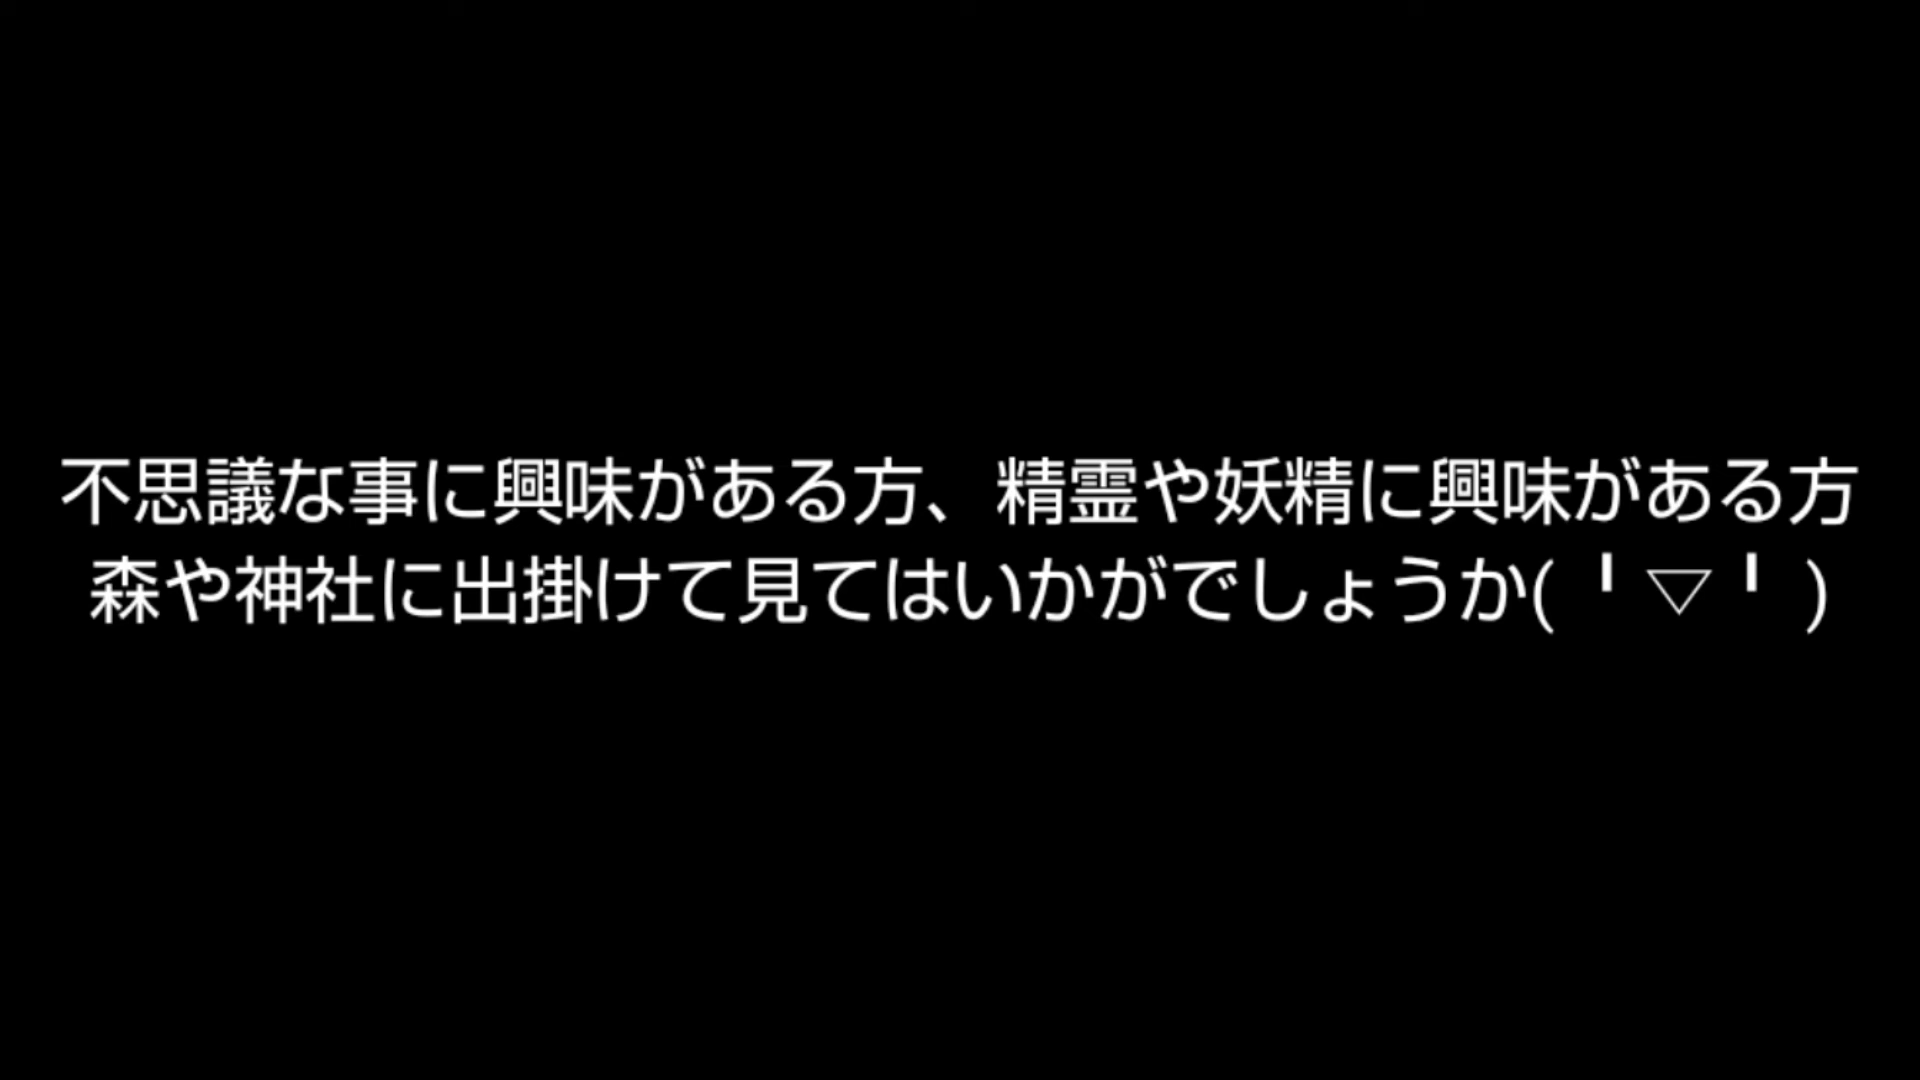 不思議な事に興味がある方、精霊や妖精に興味がある方
森や神社に出掛けて見てはいかがでしょうか( ╹▽╹ )